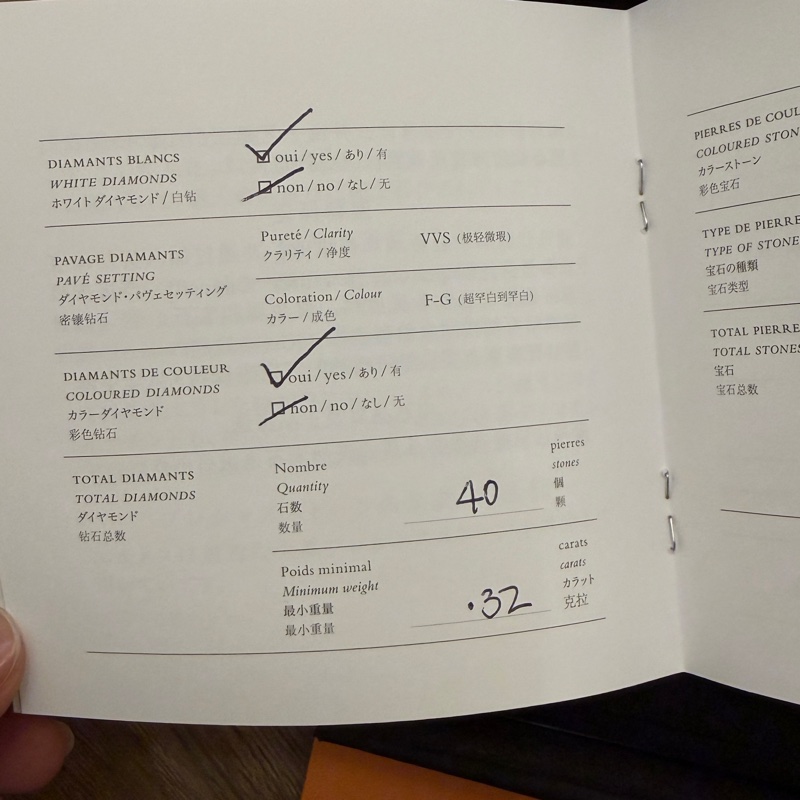 DIAMANTS BLANCS
WHITE DIAMONDS
ホワイトダイヤモンド / 白钻
oui / yes / あり / 有
non / no / なし / 无
PAVAGE DIAMANTS
PAVÉ SETTING
ダイヤモンド・パヴェセッティング
密镶钻石
Pureté / Clarity
クラリティ / 净度
VVS (极轻微瑕)
Coloration / Colour
カラー / 成色
F-G (超罕白到罕白)
DIAMANTS DE COULEUR
COLOURED DIAMONDS
カラーダイヤモンド
彩色钻石
oui / yes / あり / 有
non / no / なし / 无
TOTAL DIAMANTS
TOTAL DIAMONDS
ダイヤモンド
钻石总数
Nombre
Quantity
石数
数量
40
pierres
stones
個
颗
Poids minimal
Minimum weight
最小重量
最小重量
.32
carats
carats
カラット
克拉
PIERRES DE COUL
COLOURED STON
カラーストーン
彩色宝石
TYPE DE PIERRE
TYPE OF STONE
宝石の種類
宝石类型
TOTAL PIERRE
TOTAL STONES
宝石
宝石总数